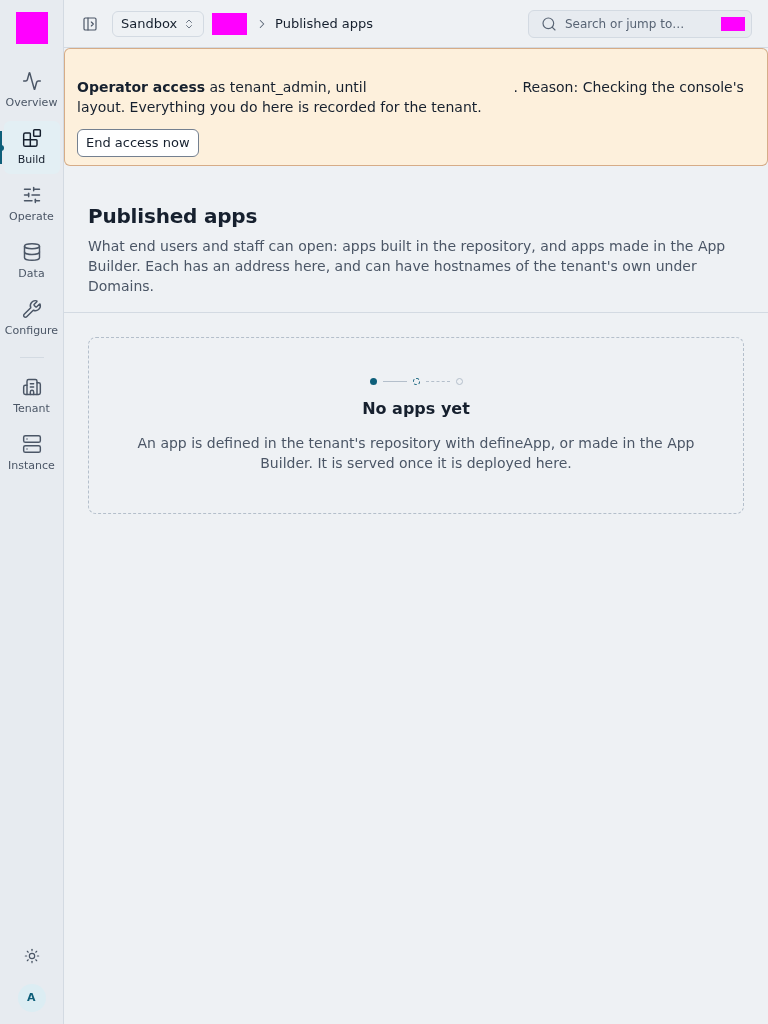 Sandbox
Published apps
Search or jump to…
Overview
Build
Operate
Data
Configure
Tenant
Instance
A
Operator access as tenant_admin, until . Reason: Checking the console's
layout. Everything you do here is recorded for the tenant.
End access now
Published apps
What end users and staff can open: apps built in the repository, and apps made in the App
Builder. Each has an address here, and can have hostnames of the tenant's own under
Domains.
No apps yet
An app is defined in the tenant's repository with defineApp, or made in the App
Builder. It is served once it is deployed here.